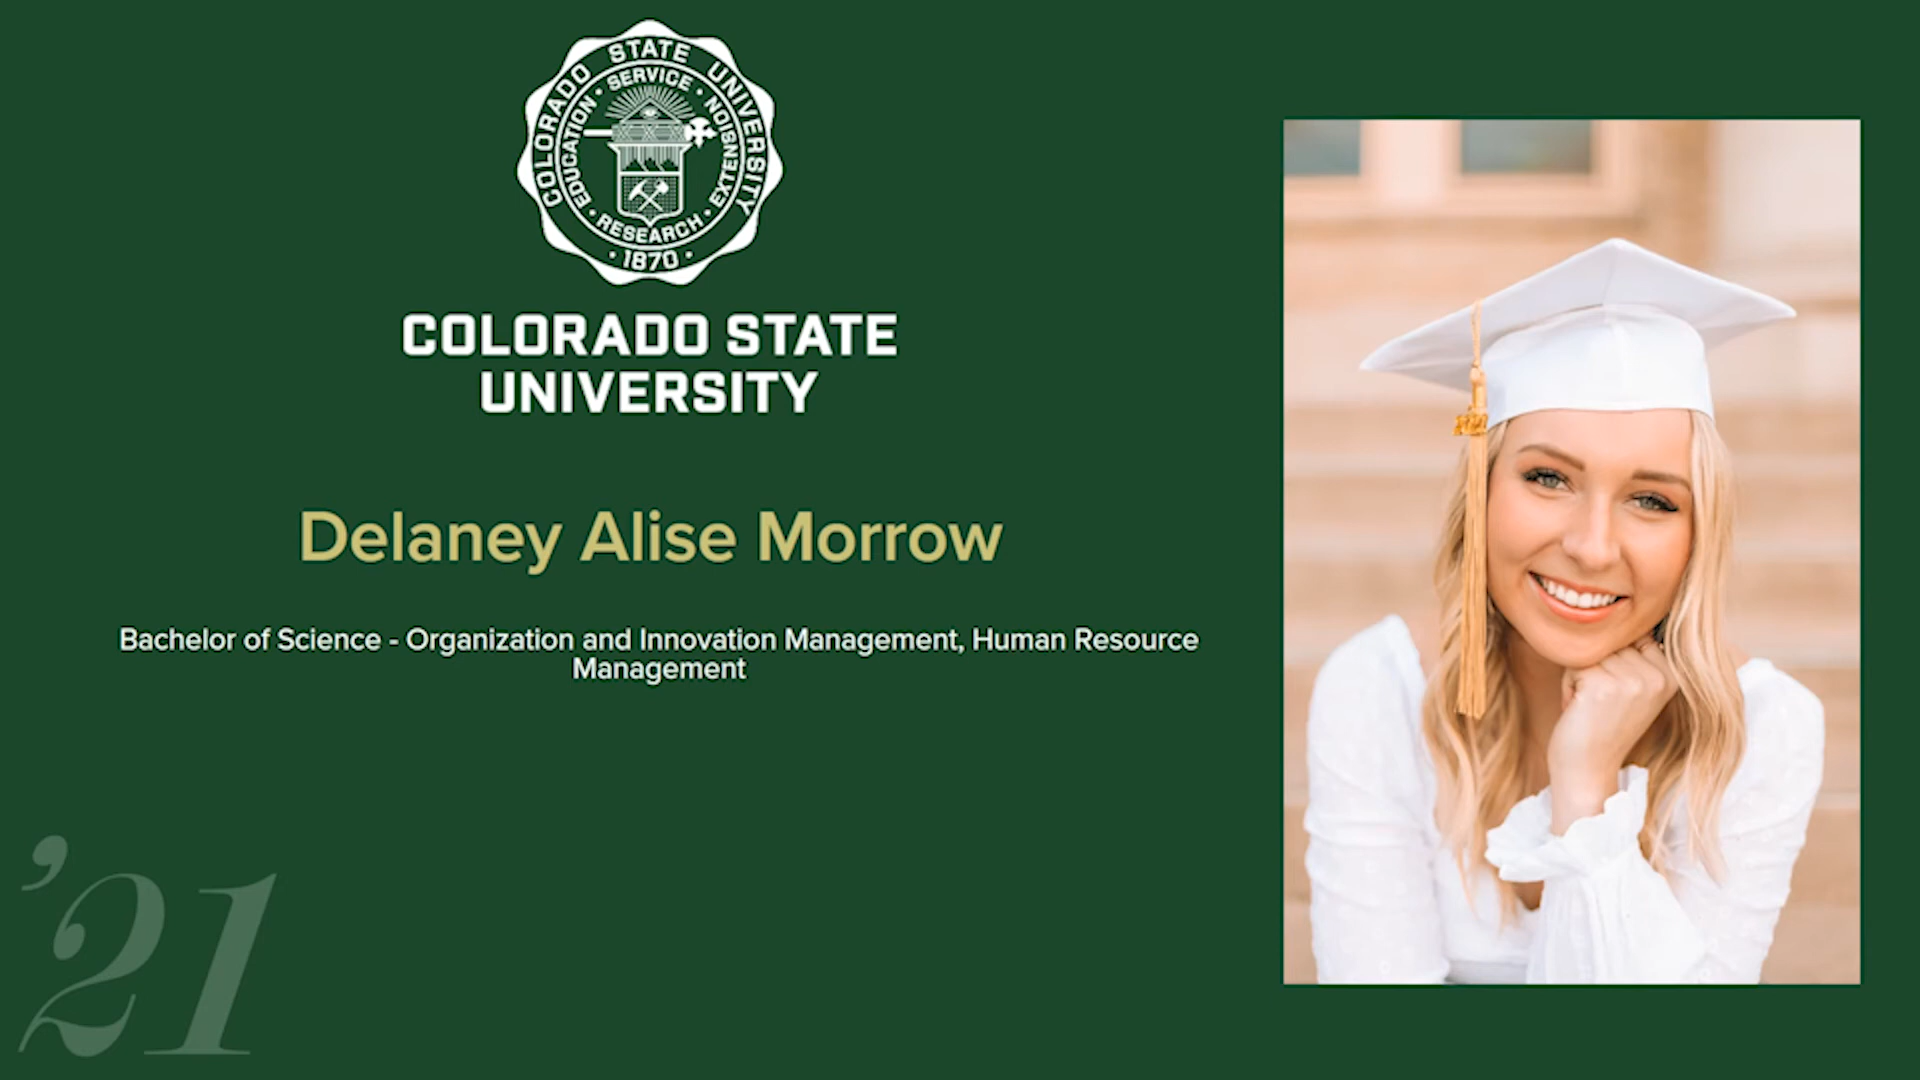 COLORADO STATE UNIVERSITY
EDUCATION • SERVICE • EXTENSION
• RESEARCH •
• 1870 •
COLORADO STATE
UNIVERSITY
Delaney Alise Morrow
Bachelor of Science - Organization and Innovation Management, Human Resource
Management
’21